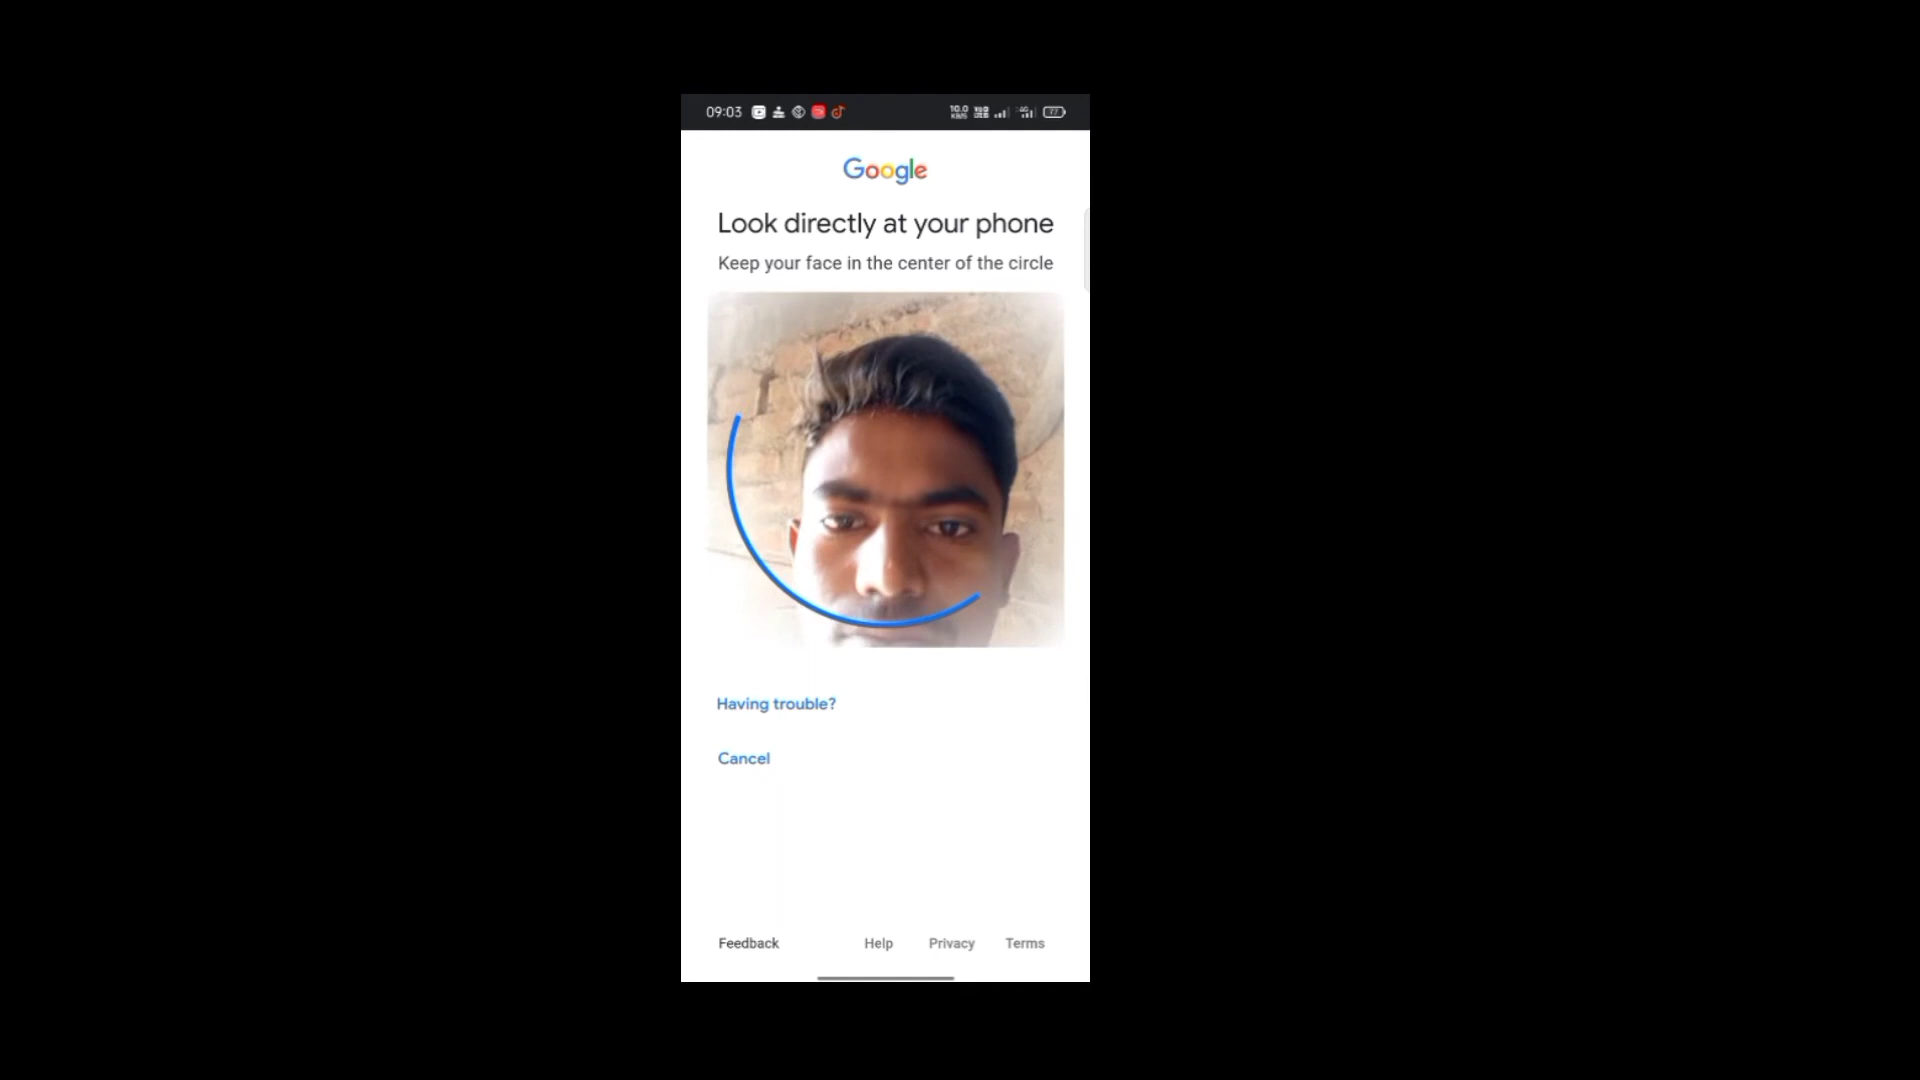 09:03
Google
Look directly at your phone
Keep your face in the center of the circle
Having trouble?
Cancel
Feedback Help Privacy Terms